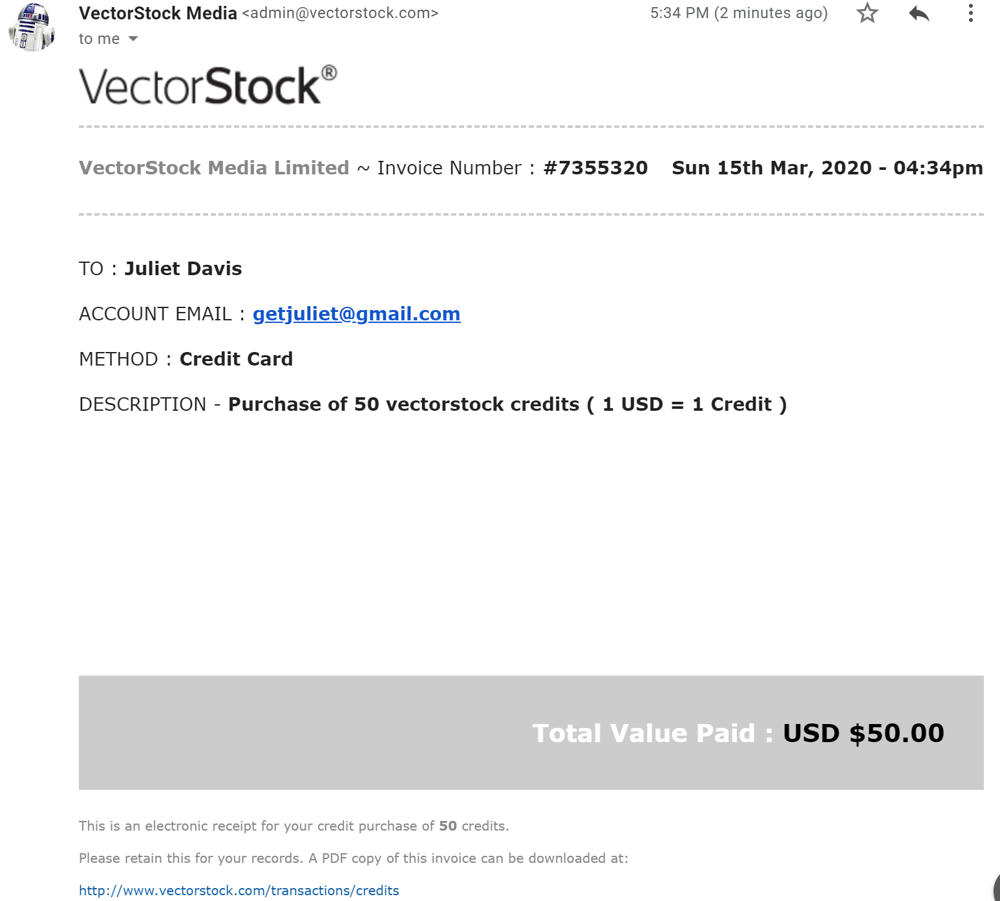 VectorStock Media <admin@vectorstock.com> 5:34 PM (2 minutes ago)
to me
VectorStock®
VectorStock Media Limited ~ Invoice Number : #7355320 Sun 15th Mar, 2020 - 04:34pm
TO : Juliet Davis
ACCOUNT EMAIL : getjuliet@gmail.com
METHOD : Credit Card
DESCRIPTION - Purchase of 50 vectorstock credits ( 1 USD = 1 Credit )
Total Value Paid : USD $50.00
This is an electronic receipt for your credit purchase of 50 credits.
Please retain this for your records. A PDF copy of this invoice can be downloaded at:
http://www.vectorstock.com/transactions/credits